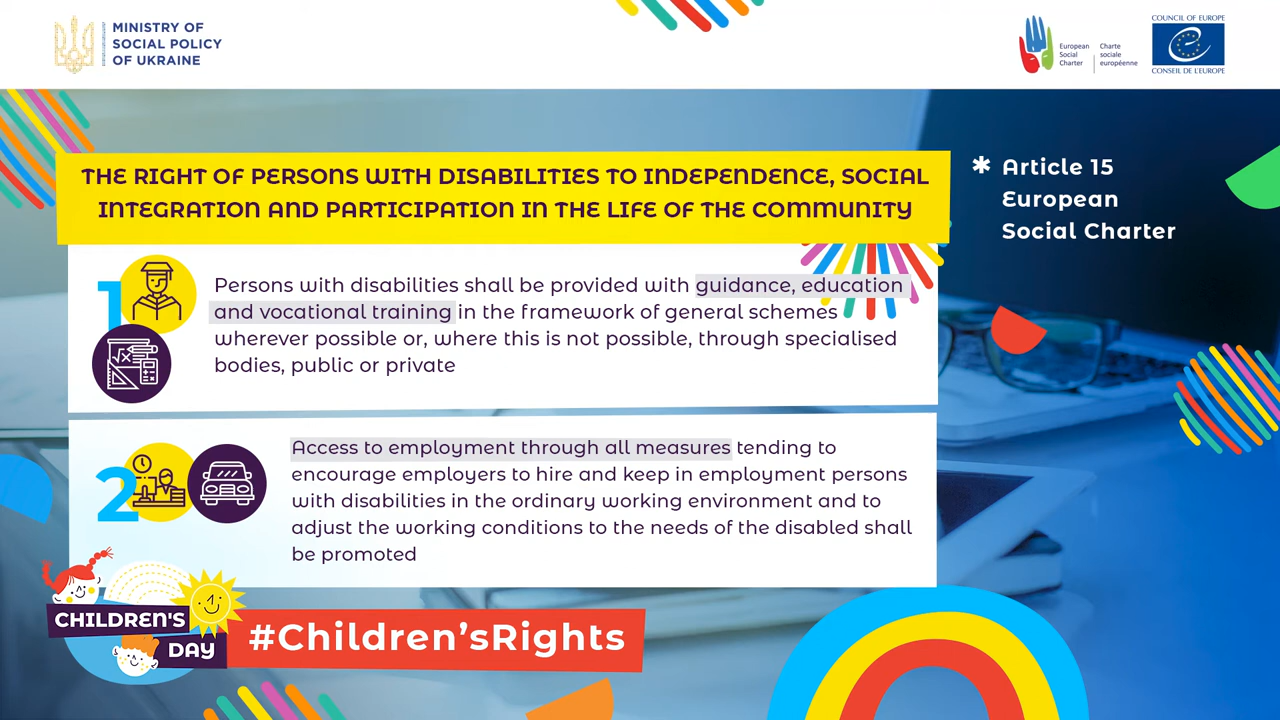 MINISTRY OF
SOCIAL POLICY
OF UKRAINE
European
Social
Charter
Charte
sociale
européenne
COUNCIL OF EUROPE
CONSEIL DE L'EUROPE
THE RIGHT OF PERSONS WITH DISABILITIES TO INDEPENDENCE, SOCIAL
INTEGRATION AND PARTICIPATION IN THE LIFE OF THE COMMUNITY
* Article 15
European
Social Charter
1
Persons with disabilities shall be provided with guidance, education
and vocational training in the framework of general schemes
wherever possible or, where this is not possible, through specialised
bodies, public or private
2
Access to employment through all measures tending to
encourage employers to hire and keep in employment persons
with disabilities in the ordinary working environment and to
adjust the working conditions to the needs of the disabled shall
be promoted
CHILDREN'S
DAY
#Children’sRights